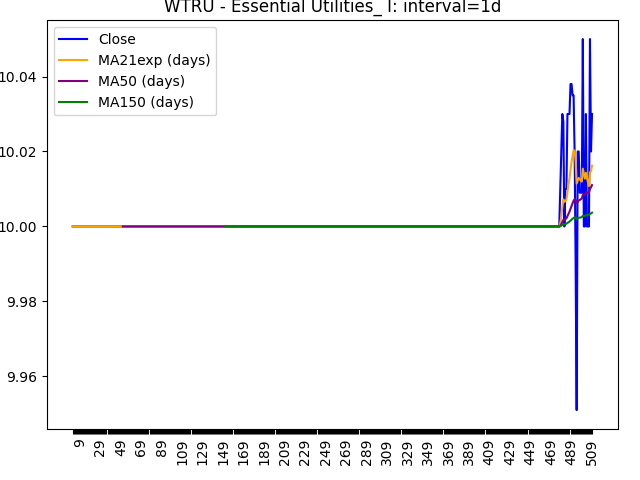 WTRU - Essential Utilities_ I: interval=1d
Close
MA21exp (days)
MA50 (days)
MA150 (days)
10.04
10.02
10.00
9.98
9.96
9 29 49 69 89 109 129 149 169 189 209 229 249 269 289 309 329 349 369 389 409 429 449 469 489 509